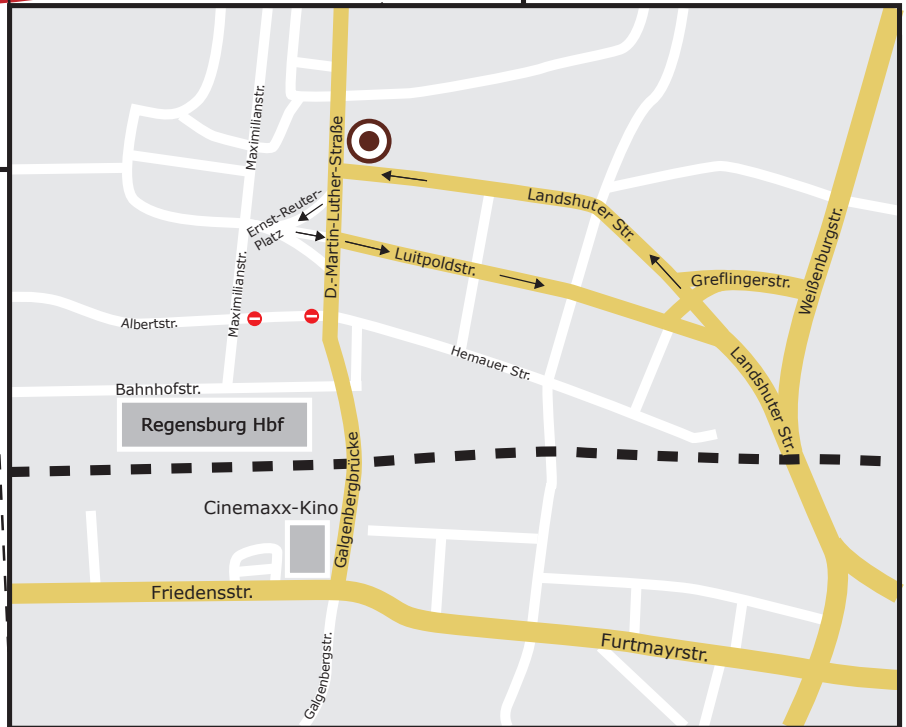 Maximilianstr.
D.-Martin-Luther-Straße
Landshuter Str.
Ernst-Reuter-
Platz
Luitpoldstr.
Greflingerstr.
Weißenburgstr.
Maximilianstr.
Albertstr.
Hemauer Str.
Landshuter Str.
Bahnhofstr.
Regensburg Hbf
Galgenbergbrücke
Cinemaxx-Kino
Friedensstr.
Furtmayrstr.
Galgenbergstr.